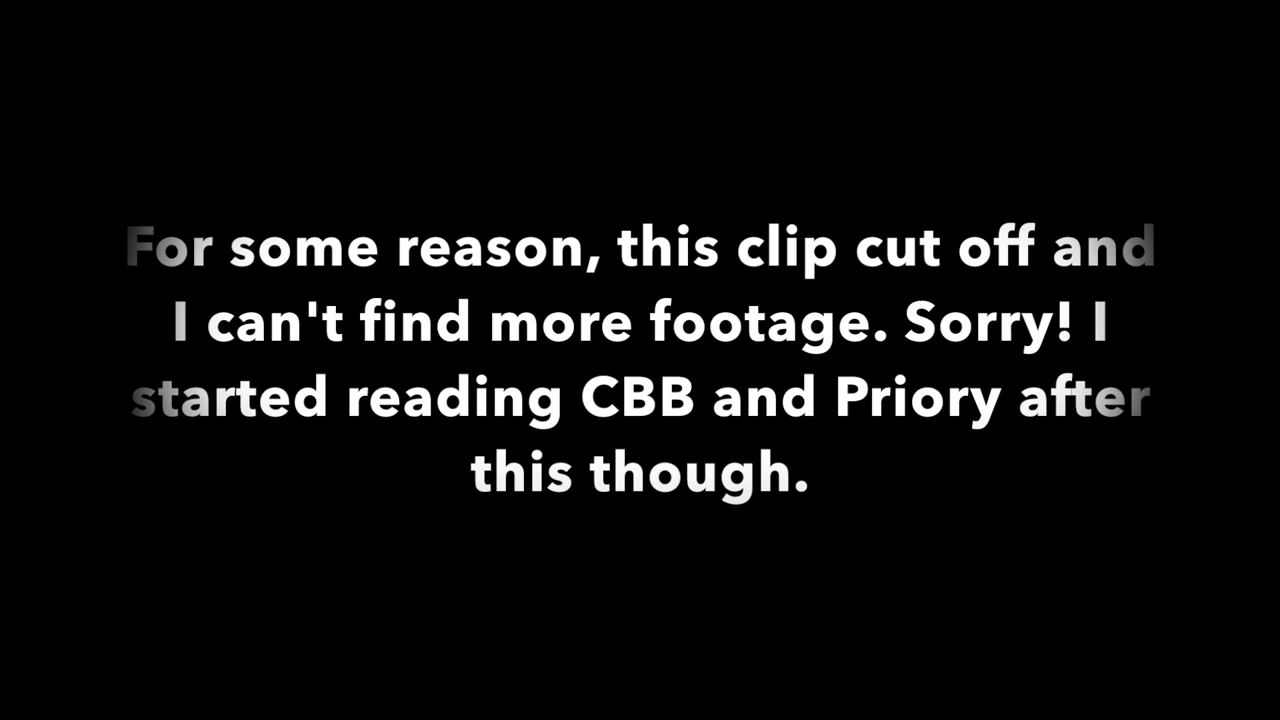 For some reason, this clip cut off and
I can't find more footage. Sorry! I
started reading CBB and Priory after
this though.